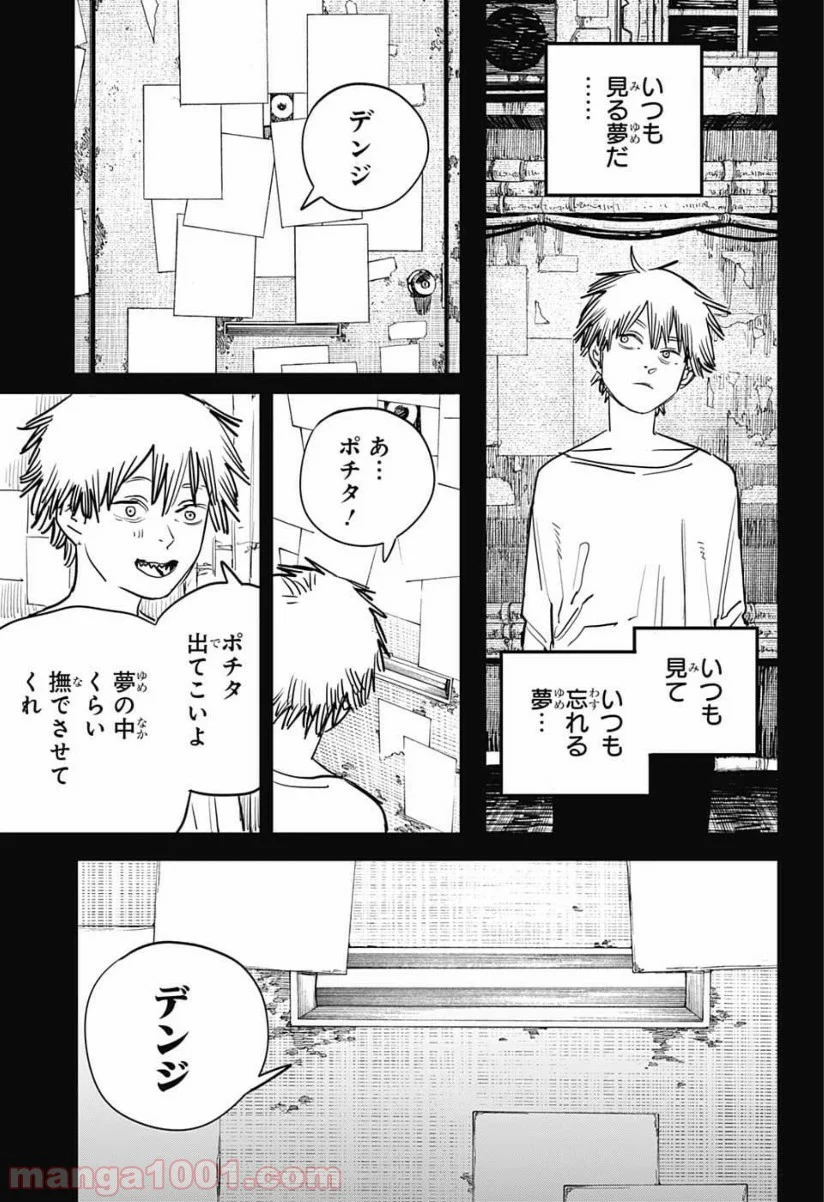 いつも
見る夢だ
……
いつも
見て
いつも
忘れる
夢…
デンジ
あ…
ポチタ！
ポチタ
出てこいよ
夢の中
くらい
撫でさせて
くれ
デンジ
manga1001.com